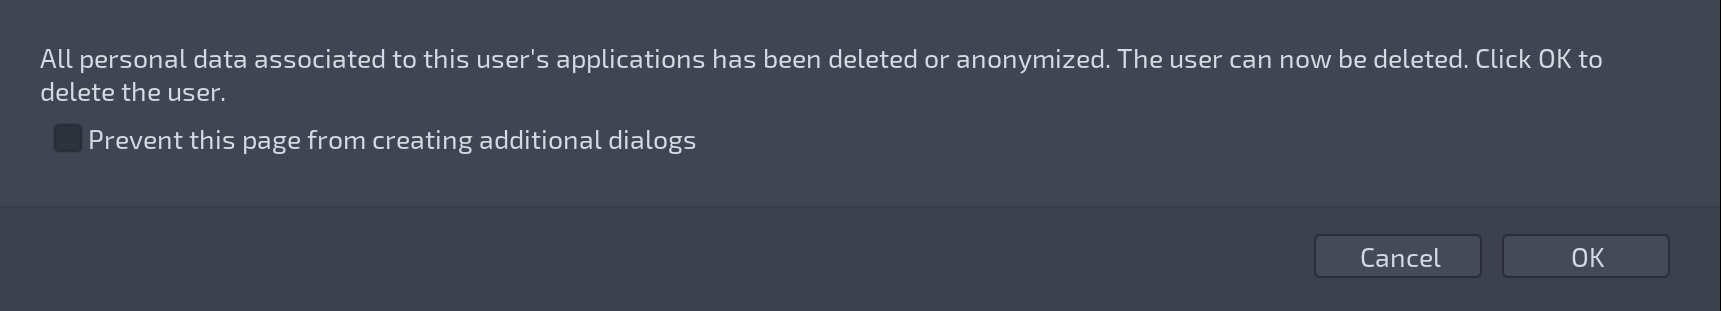 All personal data associated to this user's applications has been deleted or anonymized. The user can now be deleted. Click OK to
delete the user.
Prevent this page from creating additional dialogs
Cancel
OK